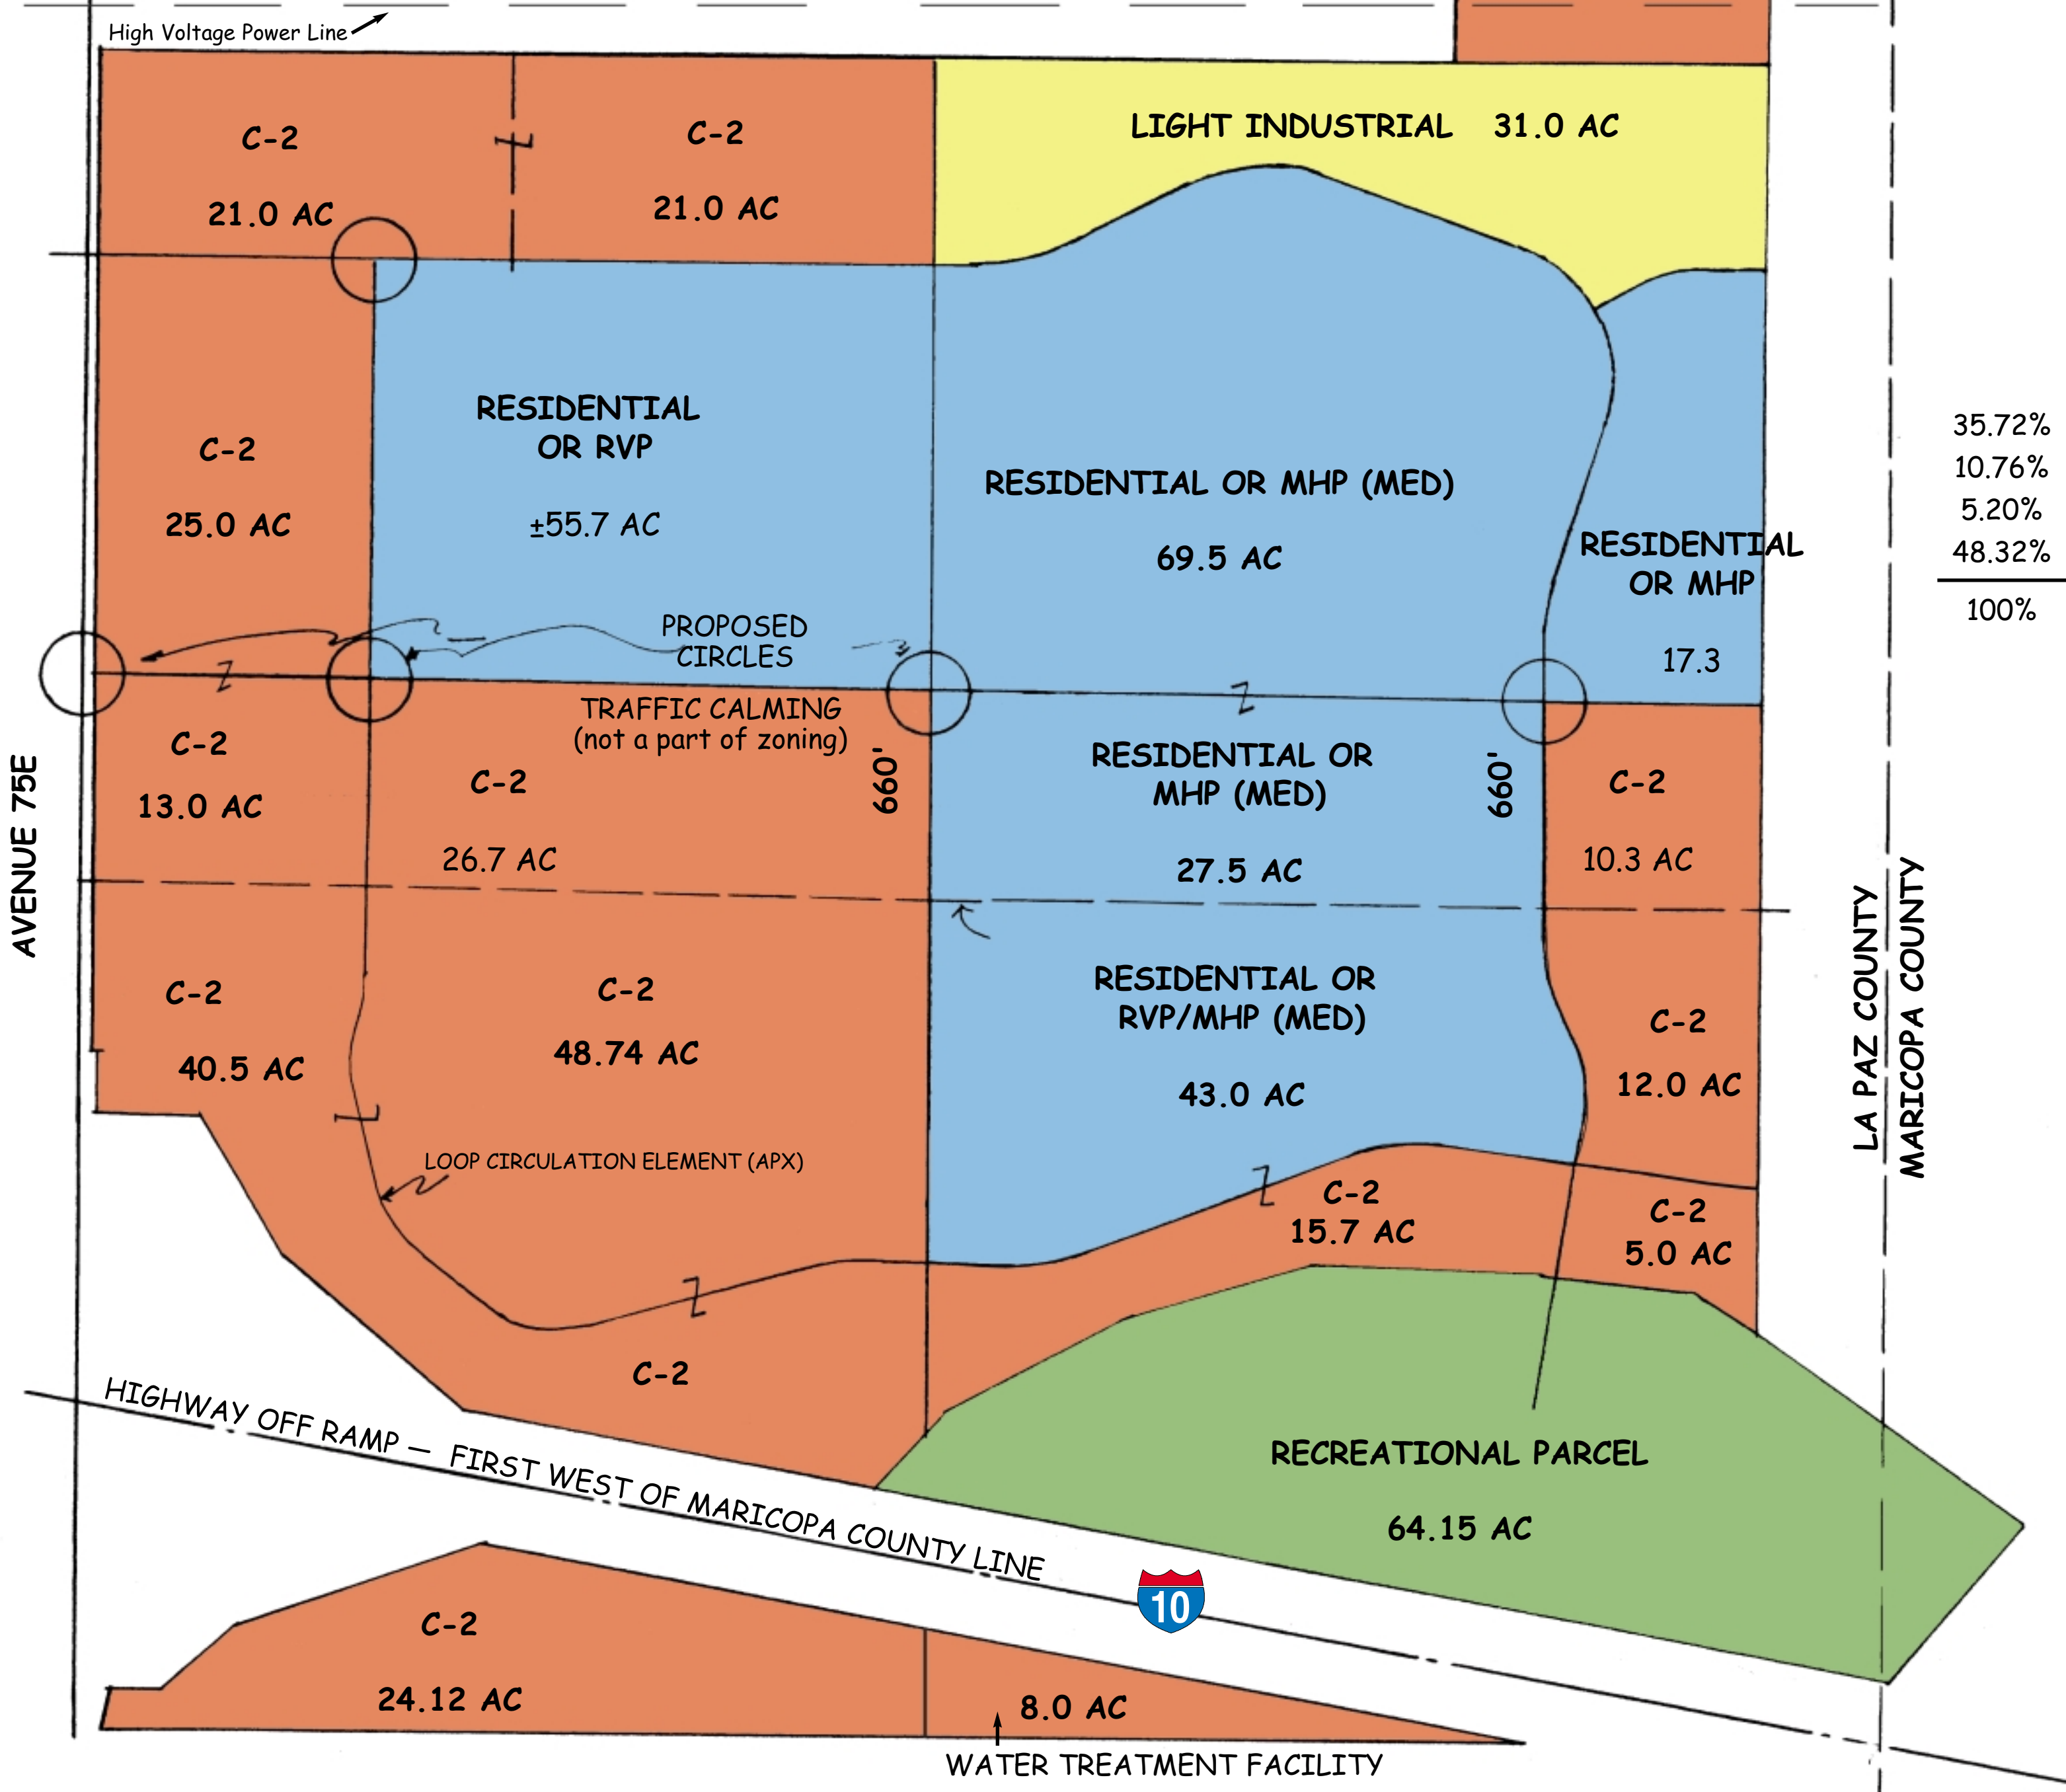 High Voltage Power Line
C-2
21.0 AC
C-2
21.0 AC
LIGHT INDUSTRIAL 31.0 AC
C-2
25.0 AC
RESIDENTIAL
OR RVP
±55.7 AC
RESIDENTIAL OR MHP (MED)
69.5 AC
RESIDENTIAL
OR MHP
17.3
35.72%
10.76%
5.20%
48.32%
100%
PROPOSED
CIRCLES
TRAFFIC CALMING
(not a part of zoning)
C-2
13.0 AC
C-2
26.7 AC
660'
RESIDENTIAL OR
MHP (MED)
27.5 AC
660'
C-2
10.3 AC
AVENUE 75E
C-2
40.5 AC
C-2
48.74 AC
RESIDENTIAL OR
RVP/MHP (MED)
43.0 AC
C-2
12.0 AC
LA PAZ COUNTY
MARICOPA COUNTY
LOOP CIRCULATION ELEMENT (APX)
C-2
15.7 AC
C-2
5.0 AC
C-2
HIGHWAY OFF RAMP — FIRST WEST OF MARICOPA COUNTY LINE
RECREATIONAL PARCEL
64.15 AC
10
C-2
24.12 AC
8.0 AC
WATER TREATMENT FACILITY